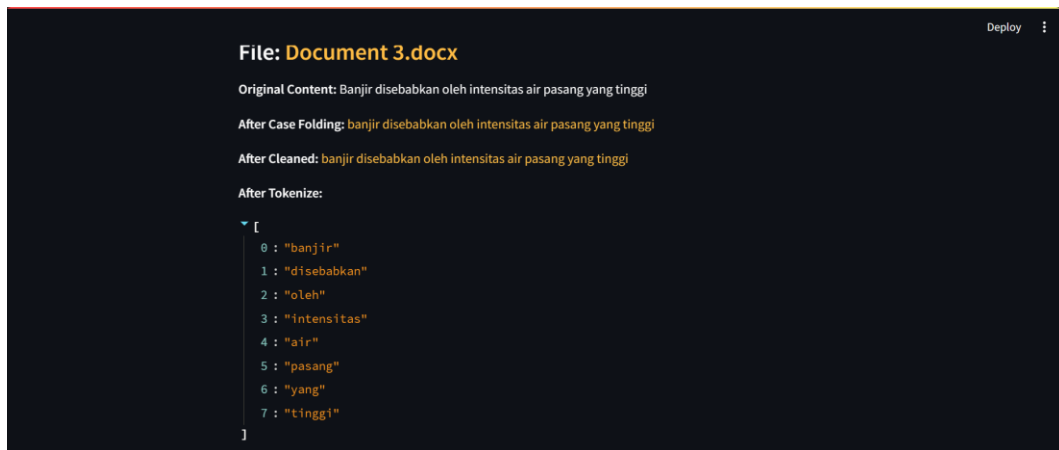 Deploy
File: Document 3.docx
Original Content: Banjir disebabkan oleh intensitas air pasang yang tinggi
After Case Folding: banjir disebabkan oleh intensitas air pasang yang tinggi
After Cleaned: banjir disebabkan oleh intensitas air pasang yang tinggi
After Tokenize:
[
0 : "banjir"
1 : "disebabkan"
2 : "oleh"
3 : "intensitas"
4 : "air"
5 : "pasang"
6 : "yang"
7 : "tinggi"
]